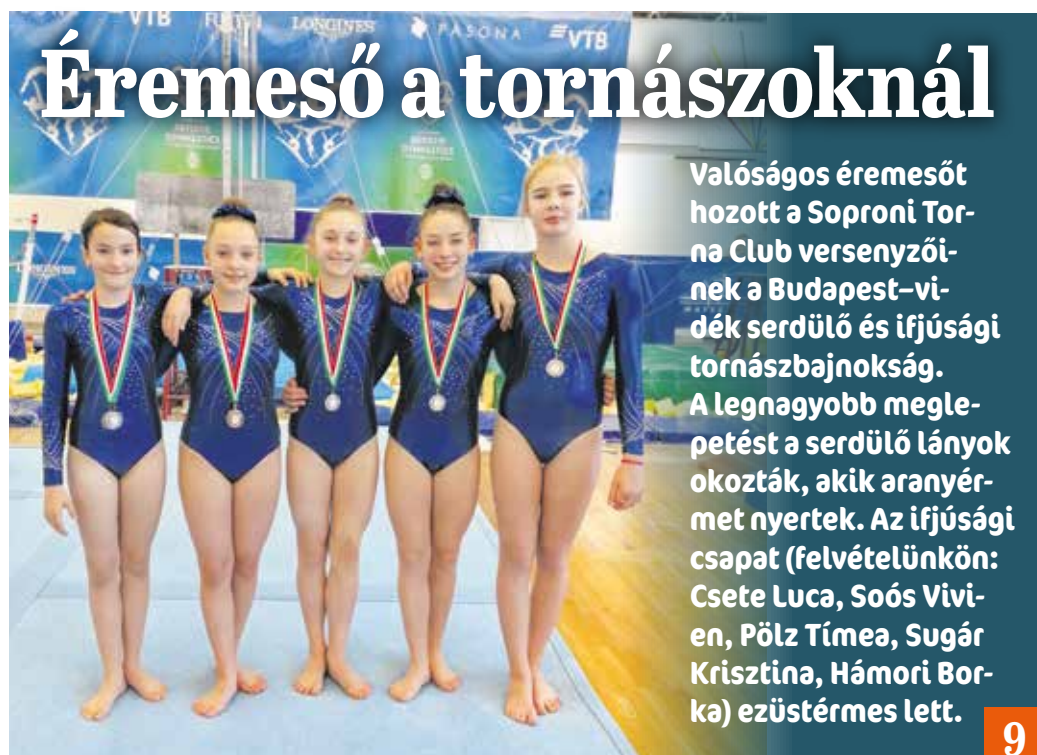 VTB
LONGINES
PASONA
VTB
Éremeső a tornászoknál
Valóságos éremesőt
hozott a Soproni Tor-
na Club versenyzői-
nek a Budapest–vi-
dék serdülő és ifjúsági
tornászbajnokság.
A legnagyobb megle-
petést a serdülő lányok
okozták, akik aranyér-
met nyertek. Az ifjúsági
csapat (felvételünkön:
Csete Luca, Soós Vivi-
en, Pölz Tímea, Sugár
Krisztina, Hámori Bor-
ka) ezüstérmes lett.
9